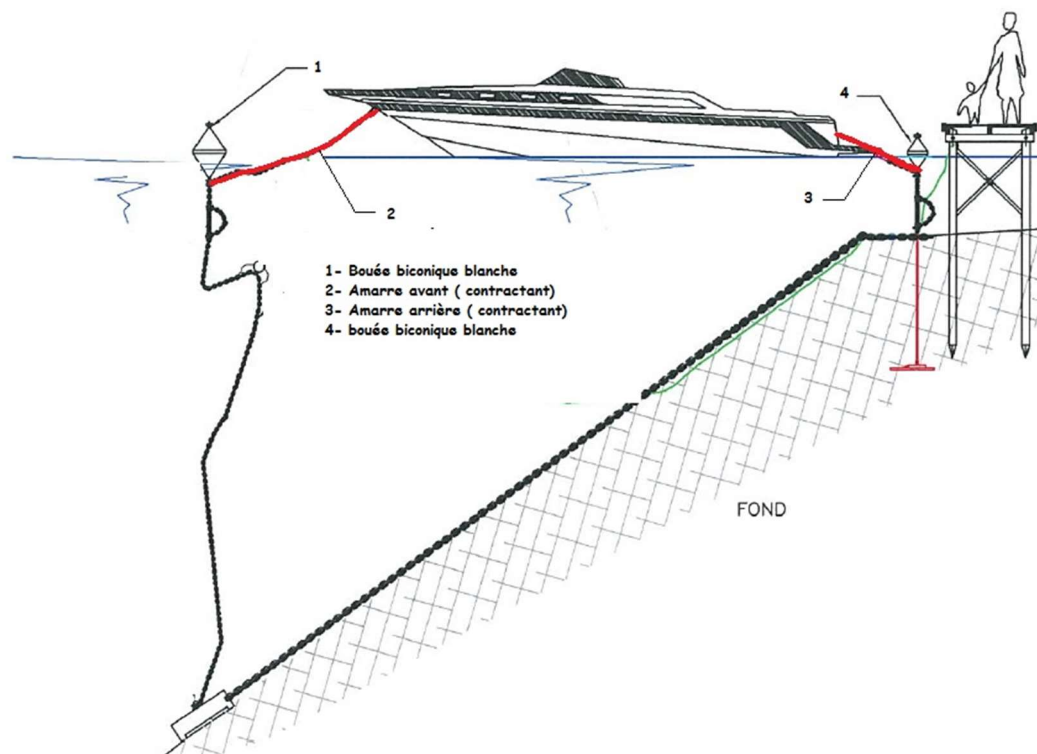 1
4
3
2
1- Bouée biconique blanche
2- Amarre avant ( contractant)
3- Amarre arrière ( contractant)
4- bouée biconique blanche
FOND